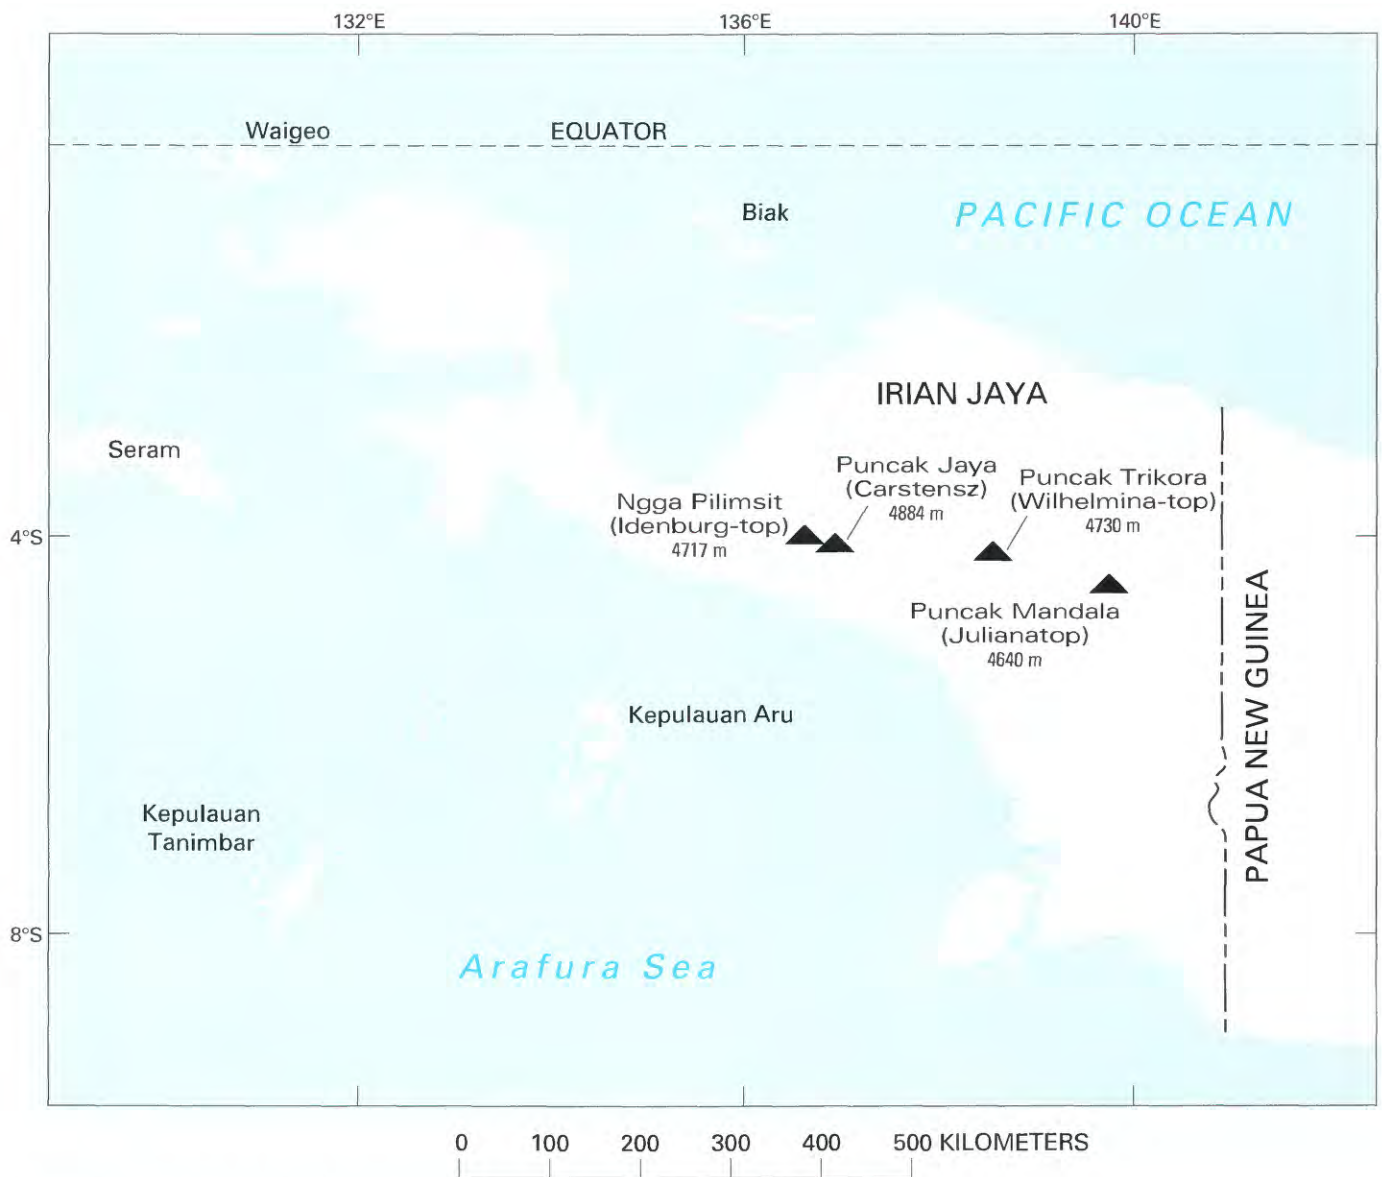 132°E 136°E 140°E
Waigeo
EQUATOR
Biak
PACIFIC OCEAN
IRIAN JAYA
Seram
Puncak Jaya
(Carstensz)
4884 m
Puncak Trikora
(Wilhelmina-top)
4730 m
Ngga Pilimsit
(Idenburg-top)
4717 m
4°S
Puncak Mandala
(Julianatop)
4640 m
PAPUA NEW GUINEA
Kepulauan Aru
Kepulauan
Tanimbar
8°S
Arafura Sea
0 100 200 300 400 500 KILOMETERS